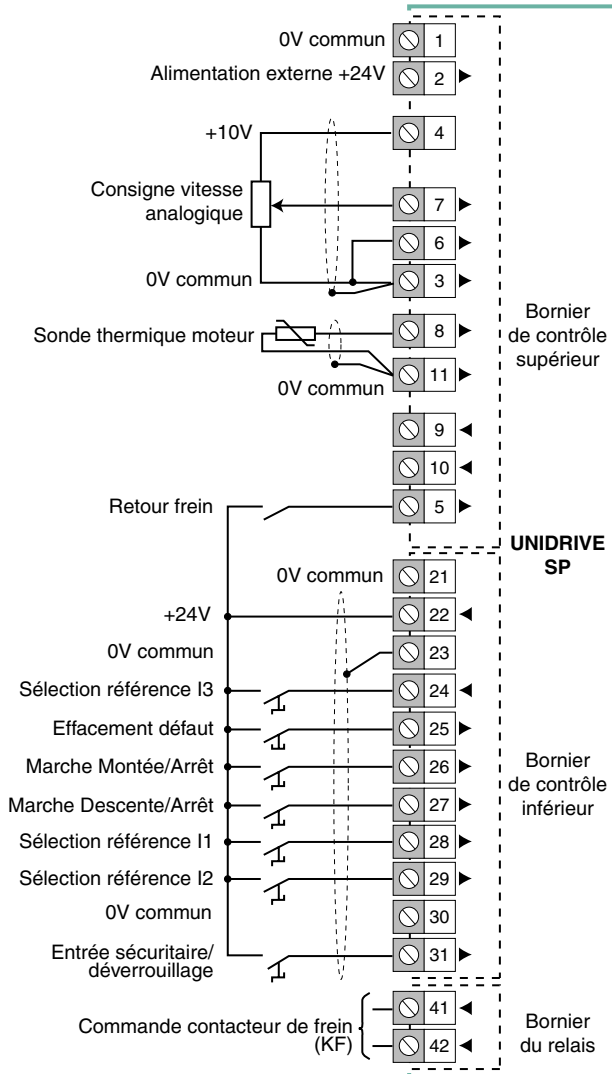 0V commun 1
Alimentation externe +24V 2
+10V 4
Consigne vitesse
analogique
7
6
0V commun 3
Sonde thermique moteur 8
0V commun 11
Bornier
de contrôle
supérieur
9
10
Retour frein 5
UNIDRIVE
SP
0V commun 21
+24V 22
0V commun 23
Sélection référence I3 24
Effacement défaut 25
Marche Montée/Arrêt 26
Marche Descente/Arrêt 27
Sélection référence I1 28
Sélection référence I2 29
0V commun 30
Entrée sécuritaire/
déverrouillage
31
Bornier
de contrôle
inférieur
Commande contacteur de frein
(KF)
41
42
Bornier
du relais